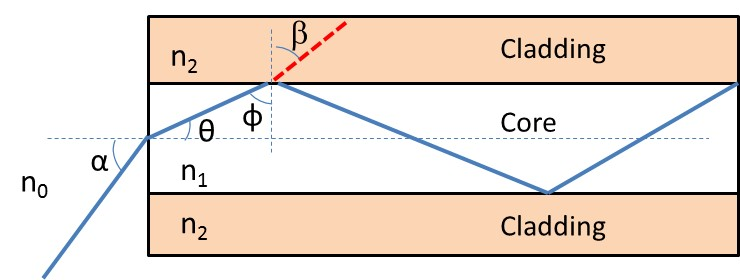 β
n₂
Cladding
ϕ
θ
Core
α
n₀
n₁
n₂
Cladding